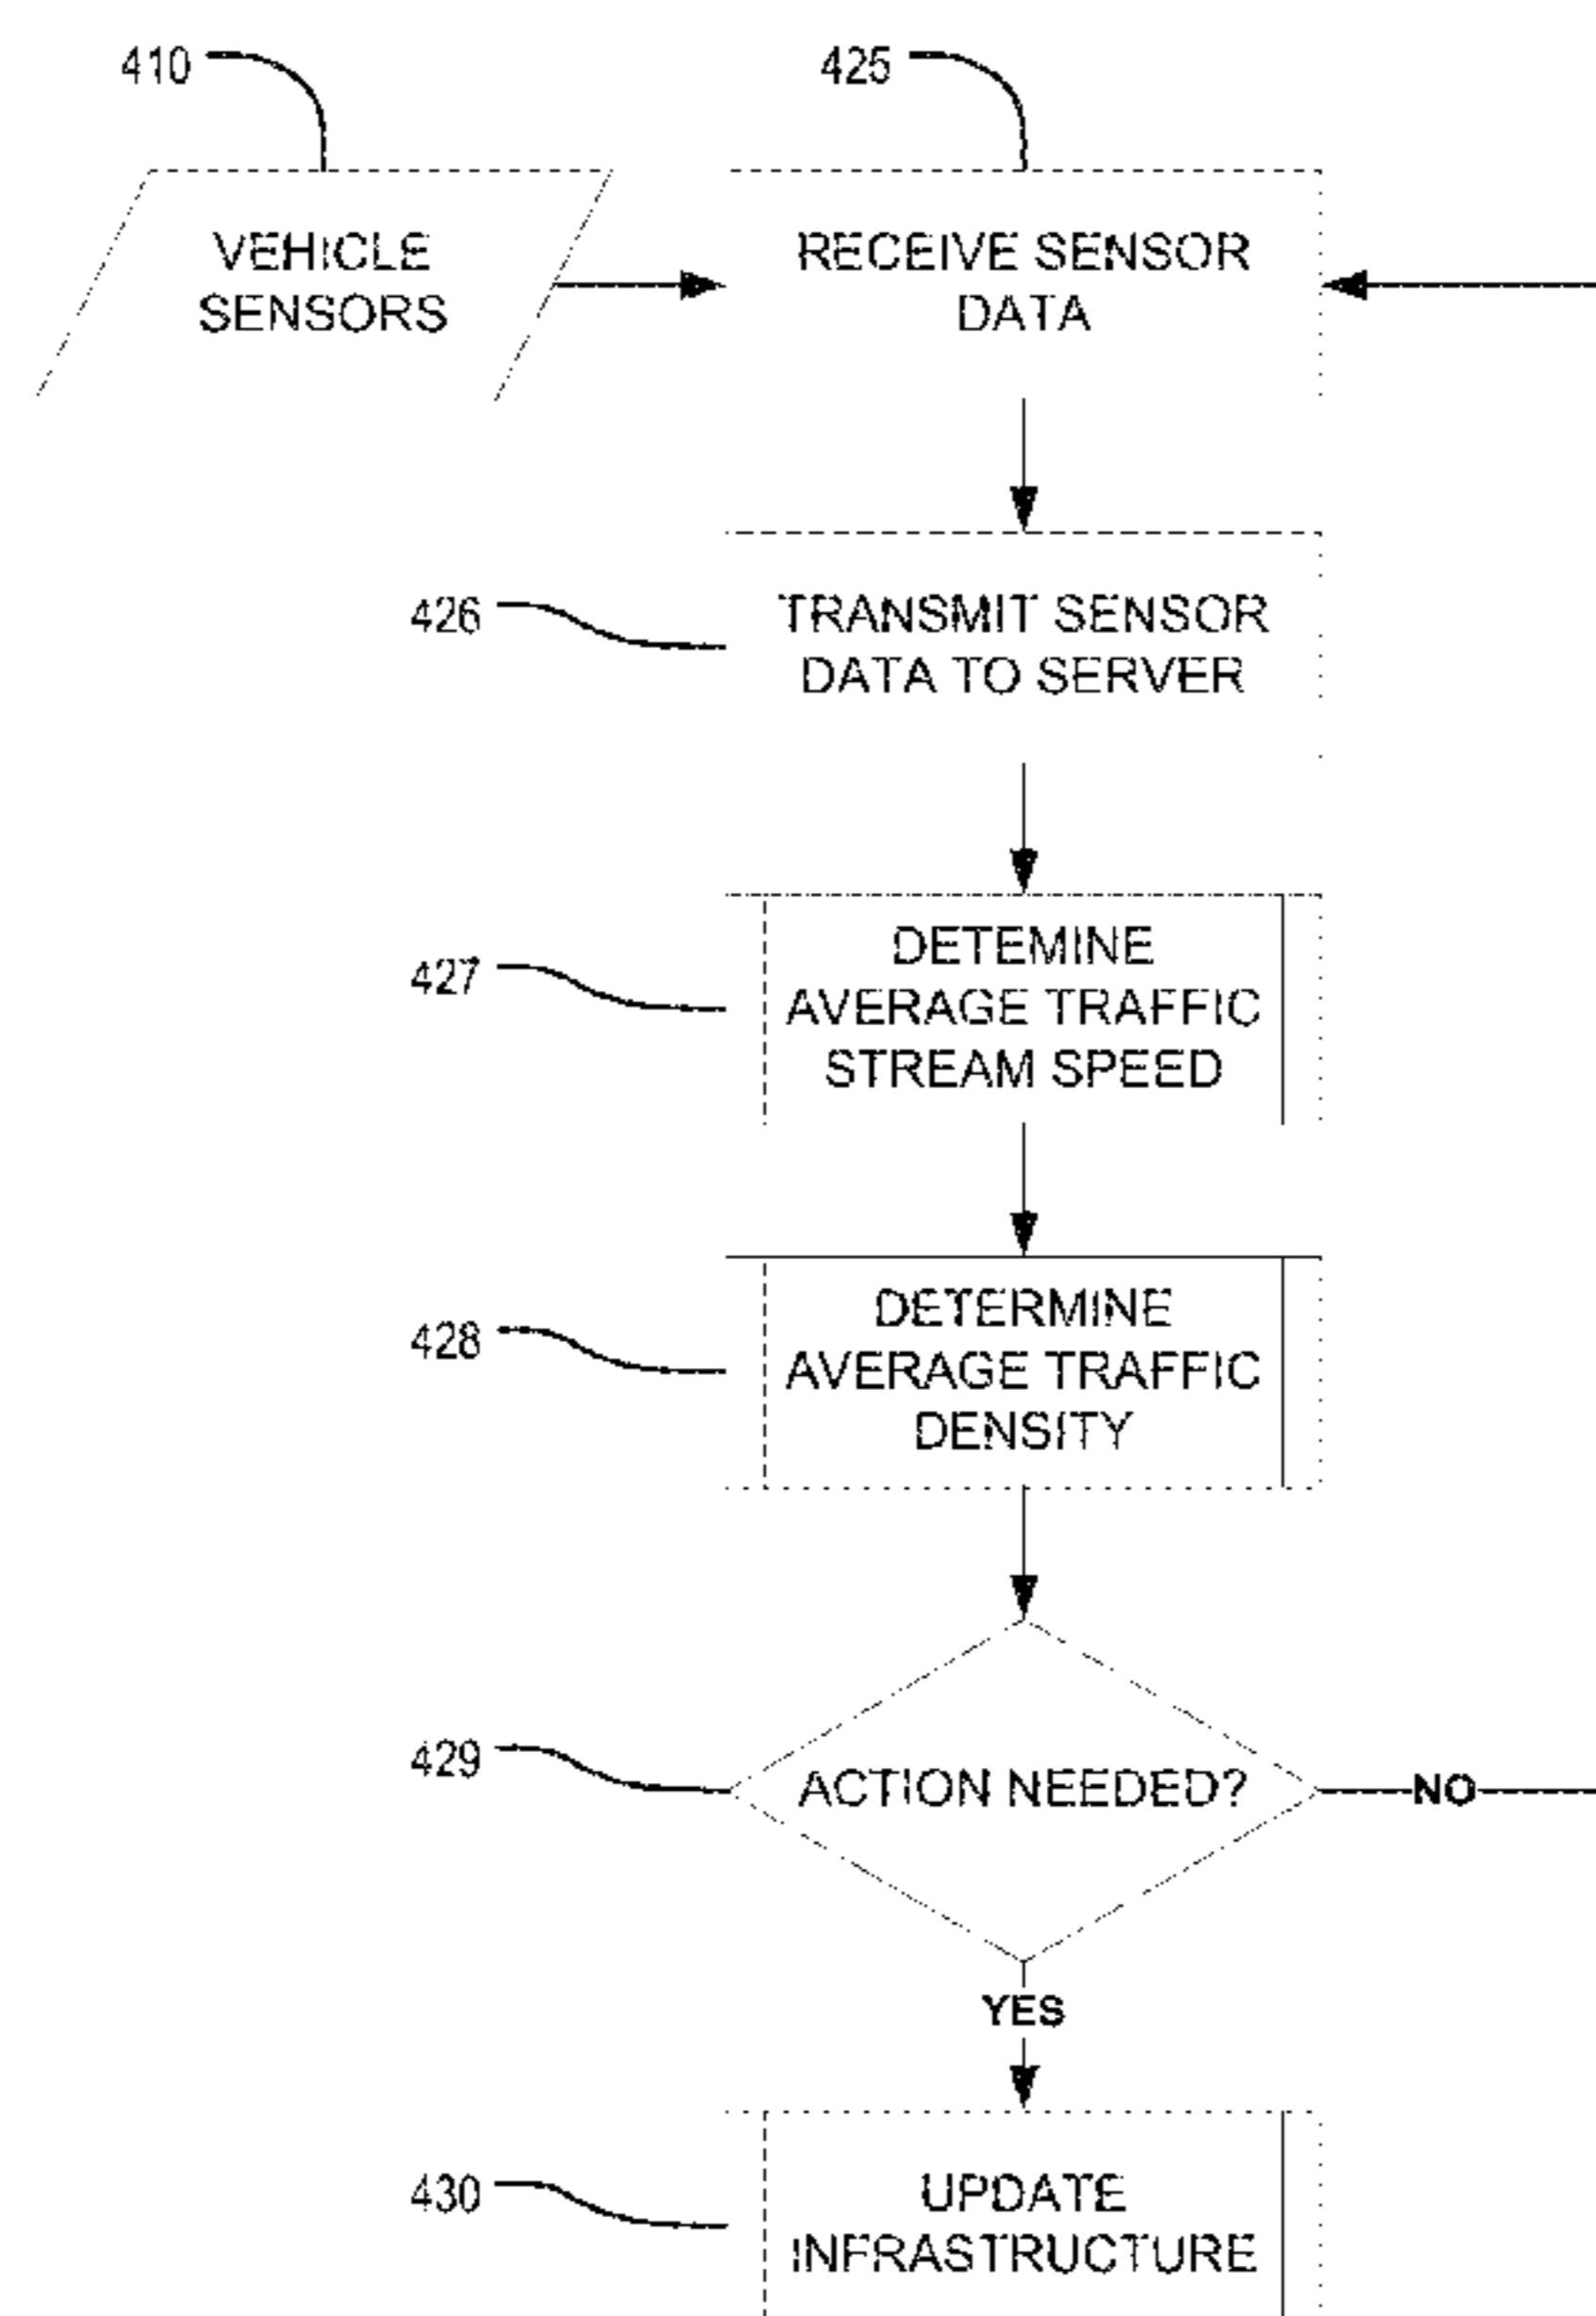 410
425
VEHICLE
SENSORS
RECEIVE SENSOR
DATA
426
TRANSMIT SENSOR
DATA TO SERVER
427
DETEMINE
AVERAGE TRAFFIC
STREAM SPEED
428
DETERMINE
AVERAGE TRAFFIC
DENSITY
429
ACTION NEEDED?
NO
YES
430
UPDATE
INFRASTRUCTURE